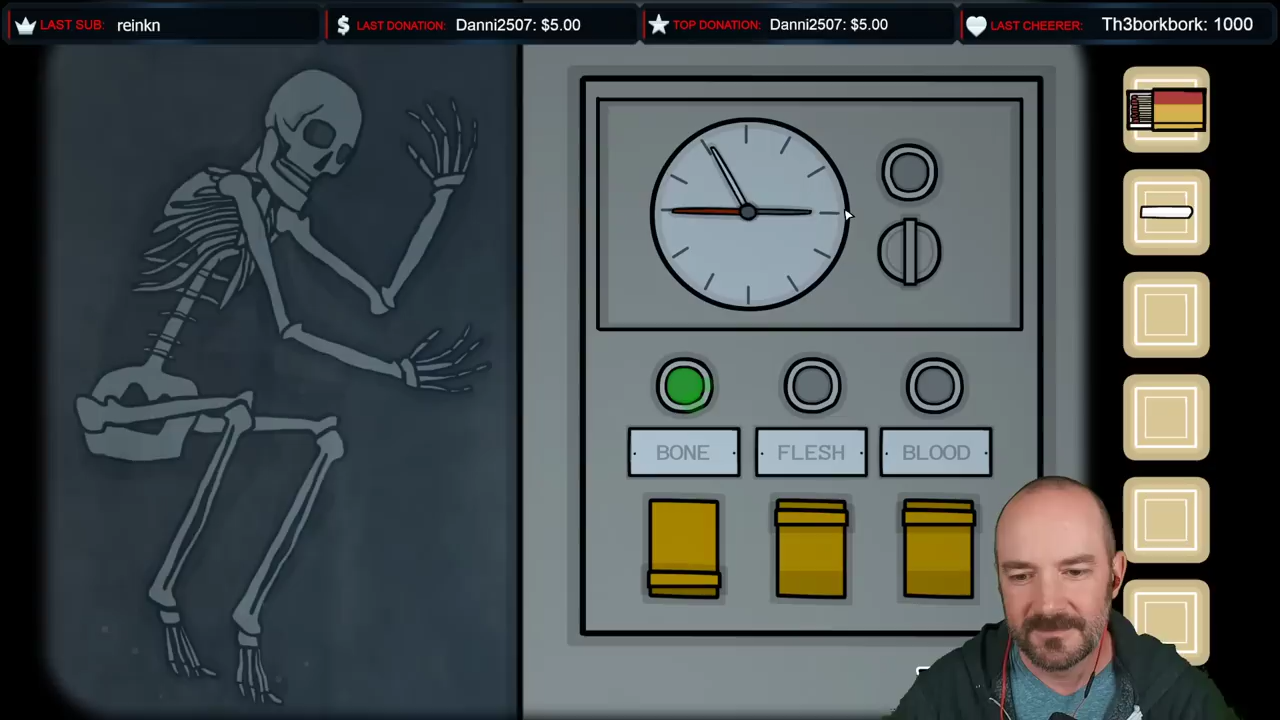 LAST SUB: reinkn
LAST DONATION: Danni2507: $5.00
TOP DONATION: Danni2507: $5.00
LAST CHEERER: Th3borkbork: 1000
BONE
FLESH
BLOOD